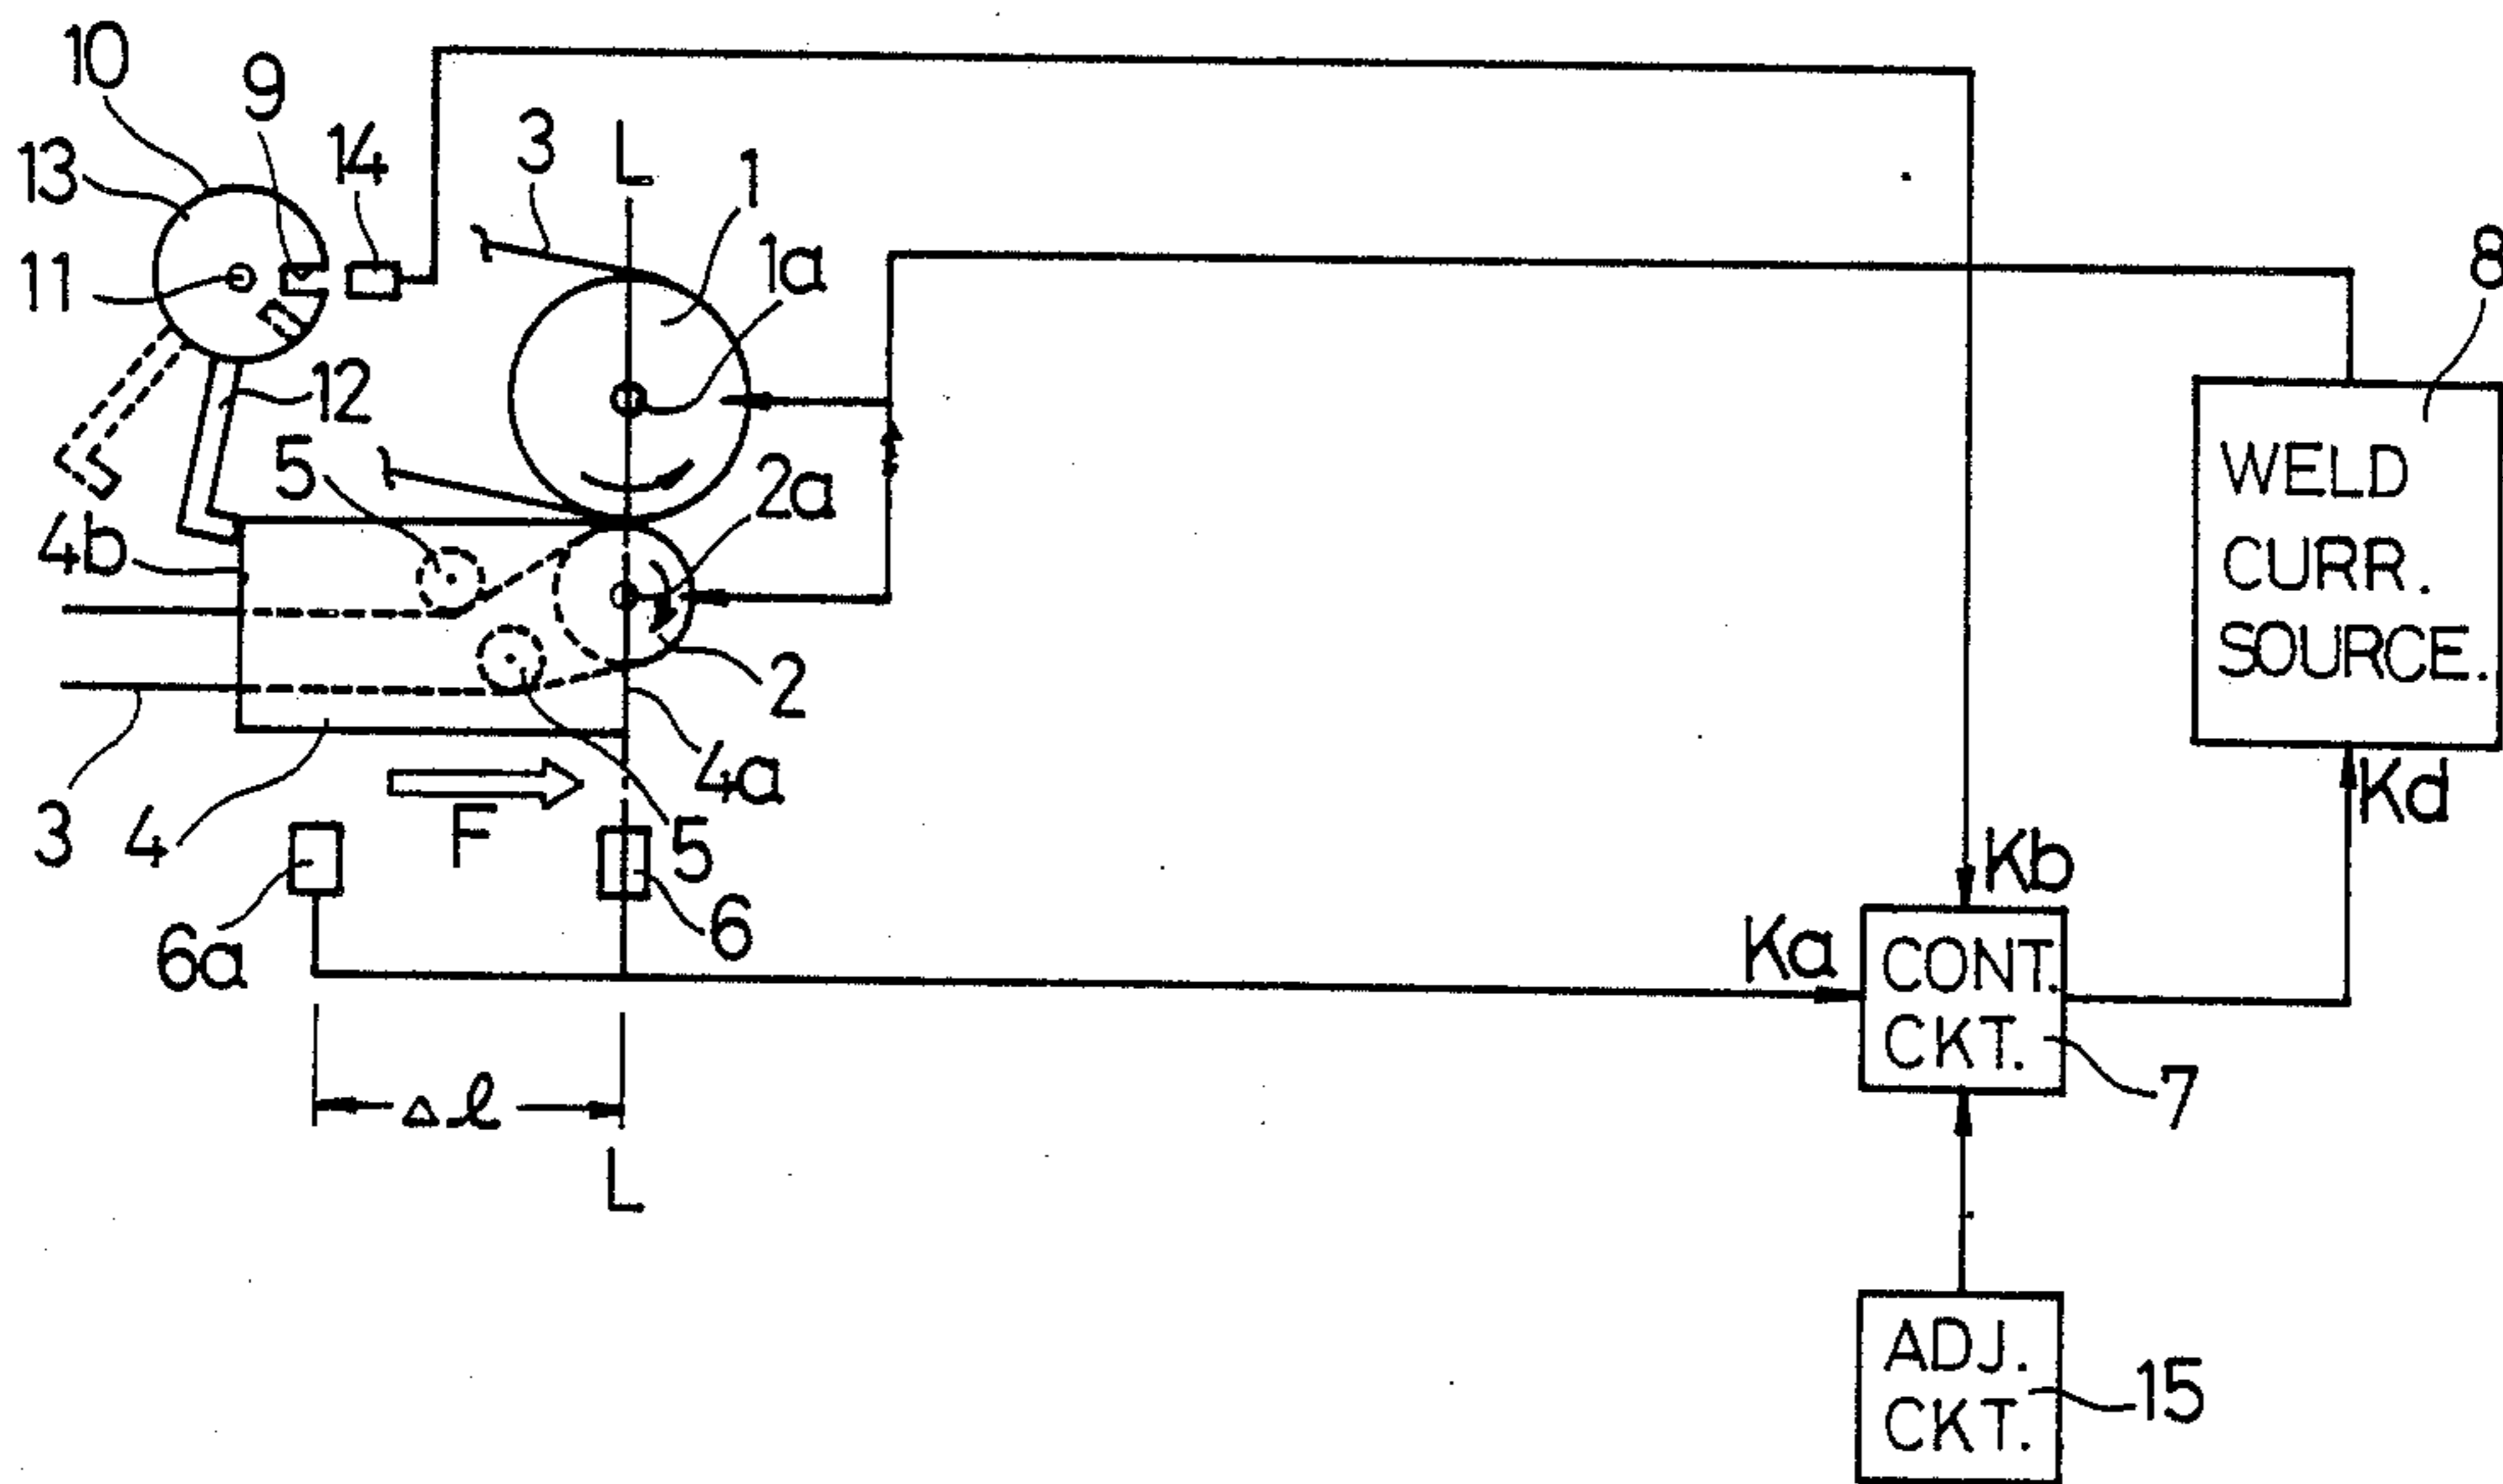 10
9
13
14
3
L
1
1a
11
8
12
5
2a
4b
WELD
CURR.
SOURCE.
2
4a
Kd
3
4
F
5
Kb
6a
6
Ka
CONT.
CKT.
7
Δℓ
L
ADJ.
CKT.
15